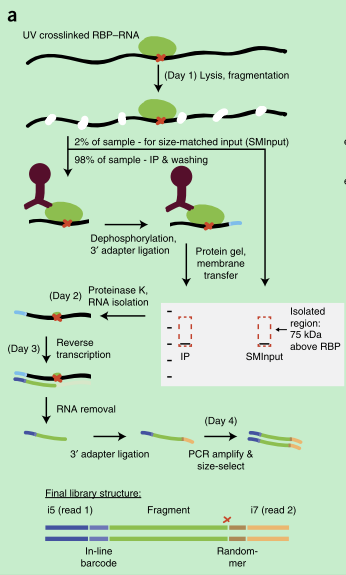 a
UV crosslinked RBP–RNA
(Day 1) Lysis, fragmentation
2% of sample - for size-matched input (SMInput)
98% of sample - IP & washing
Dephosphorylation,
3′ adapter ligation
Protein gel,
membrane
transfer
(Day 2)
Proteinase K,
RNA isolation
Isolated
region:
75 kDa
above RBP
IP
SMInput
(Day 3)
Reverse
transcription
RNA removal
3′ adapter ligation
(Day 4)
PCR amplify &
size-select
Final library structure:
i5 (read 1)
Fragment
i7 (read 2)
In-line
barcode
Random-
mer